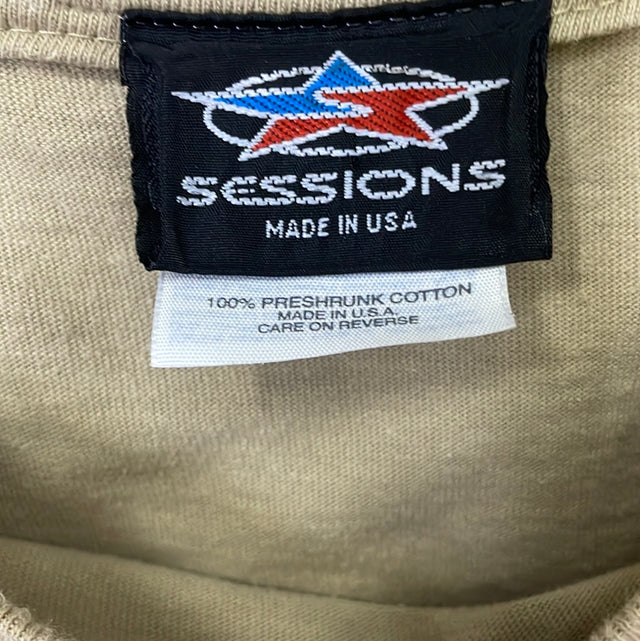 SESSIONS
MADE IN USA
100% PRESHRUNK COTTON
MADE IN U.S.A.
CARE ON REVERSE